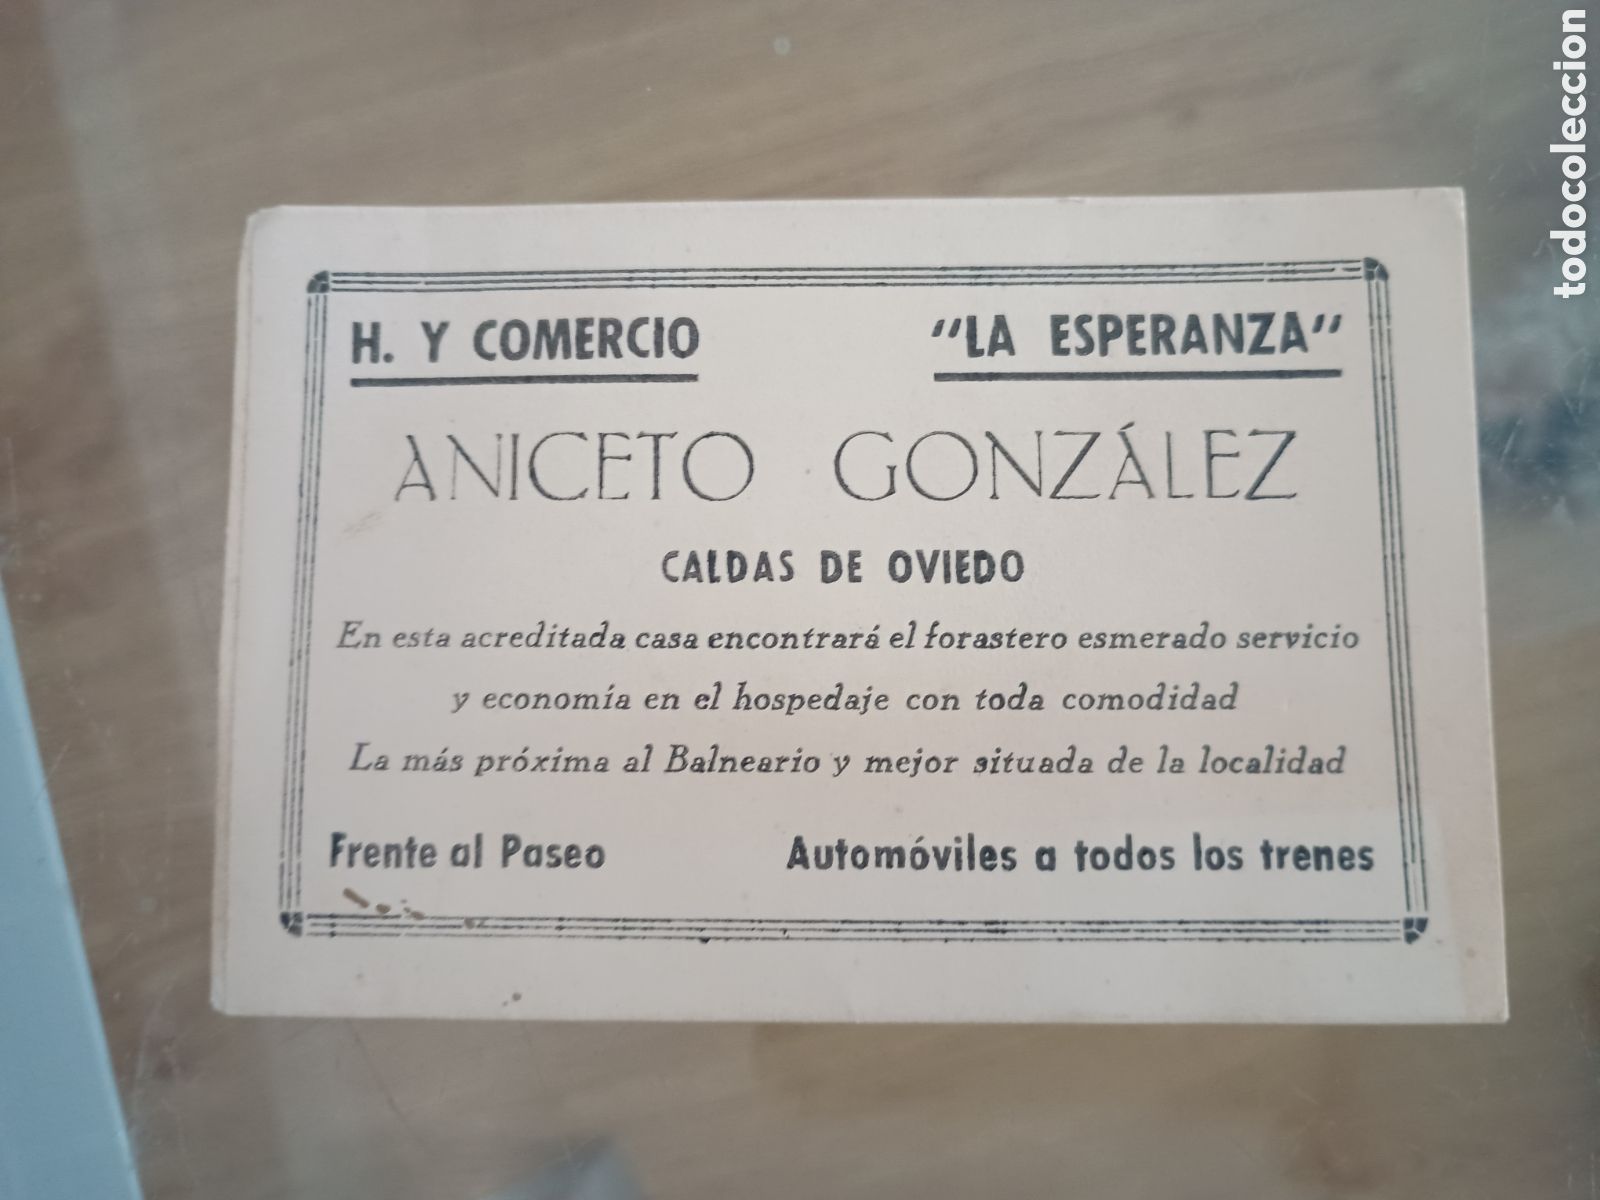 H. Y COMERCIO "LA ESPERANZA"
ANICETO GONZÁLEZ
CALDAS DE OVIEDO
En esta acreditada casa encontrará el forastero esmerado servicio
y economía en el hospedaje con toda comodidad
La más próxima al Balneario y mejor situada de la localidad
Frente al Paseo Automóviles a todos los trenes
todocoleccion